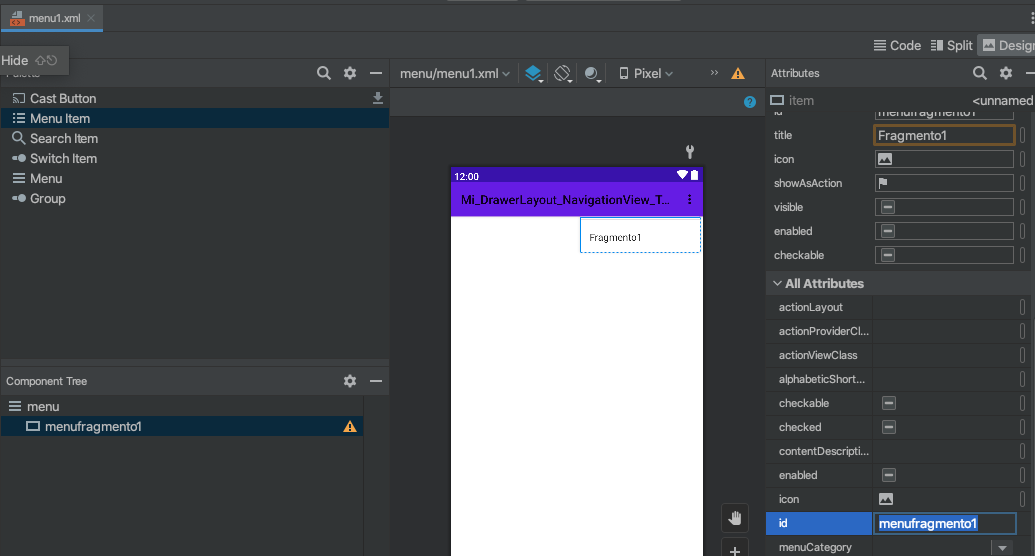 menu1.xml
Code
Split
Design
Hide
Palette
menu/menu1.xml
Pixel
Attributes
Cast Button
Menu Item
Search Item
Switch Item
Menu
Group
?
12:00
Mi_DrawerLayout_NavigationView_T...
Fragmento1
item
<unnamed
id
menufragmento1
title
Fragmento1
icon
showAsAction
visible
enabled
checkable
All Attributes
actionLayout
actionProviderCl...
actionViewClass
alphabeticShort...
checkable
checked
contentDescripti...
enabled
icon
id
menufragmento1
menuCategory
Component Tree
menu
menufragmento1